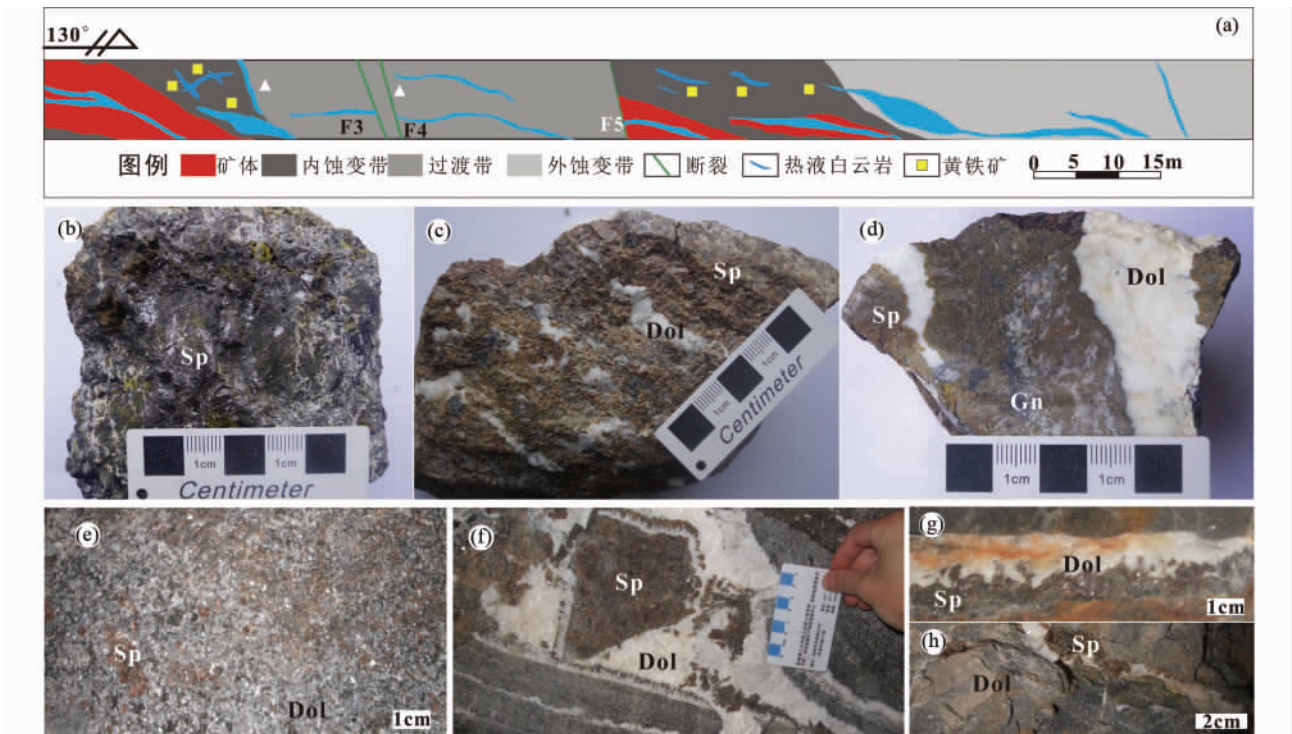 (a)
130°
F3
F4
F5
图例 矿体 内蚀变带 过渡带 外蚀变带 断裂 热液白云岩 黄铁矿 0 5 10 15m
(b)
Sp
1cm 1cm
Centimeter
(c)
Sp
Dol
1cm 1cm
Centimeter
(d)
Dol
Sp
Gn
1cm 1cm
(e)
Sp
Dol
1cm
(f)
Sp
Dol
(g)
Dol
Sp
1cm
(h)
Sp
Dol
2cm